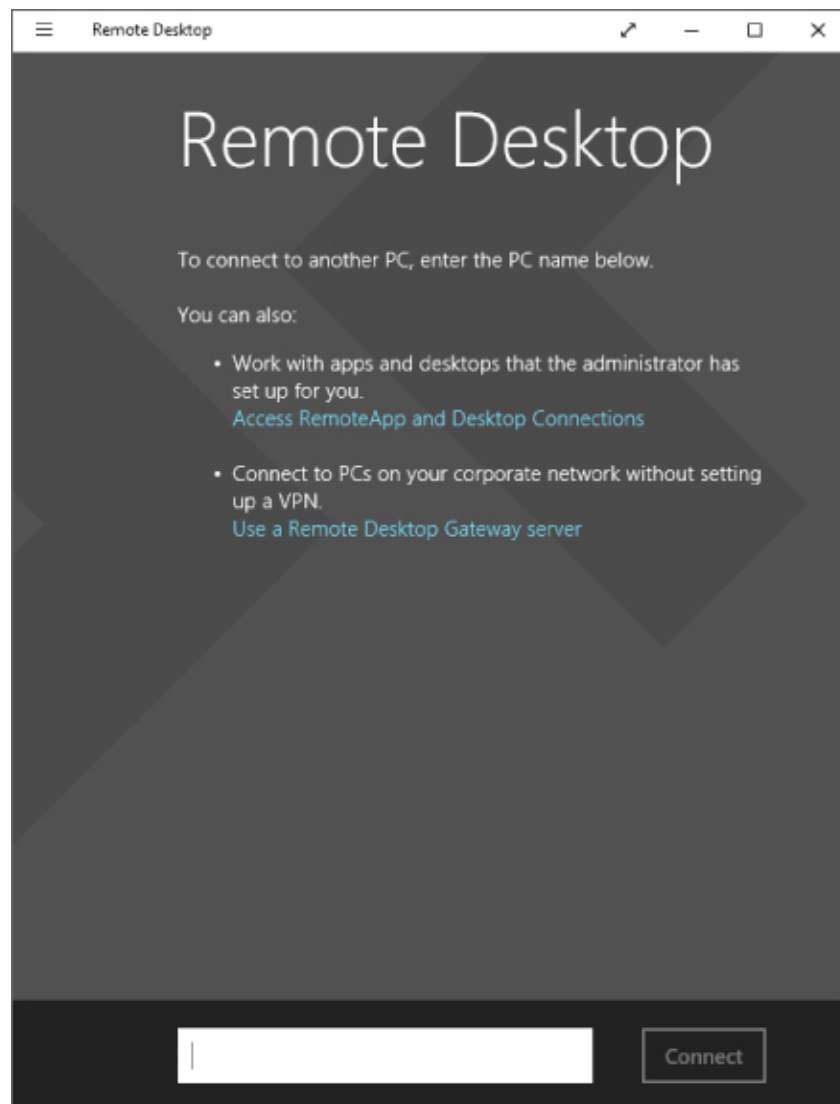 Remote Desktop
Remote Desktop
To connect to another PC, enter the PC name below.
You can also:
• Work with apps and desktops that the administrator has
set up for you.
Access RemoteApp and Desktop Connections
• Connect to PCs on your corporate network without setting
up a VPN.
Use a Remote Desktop Gateway server
Connect